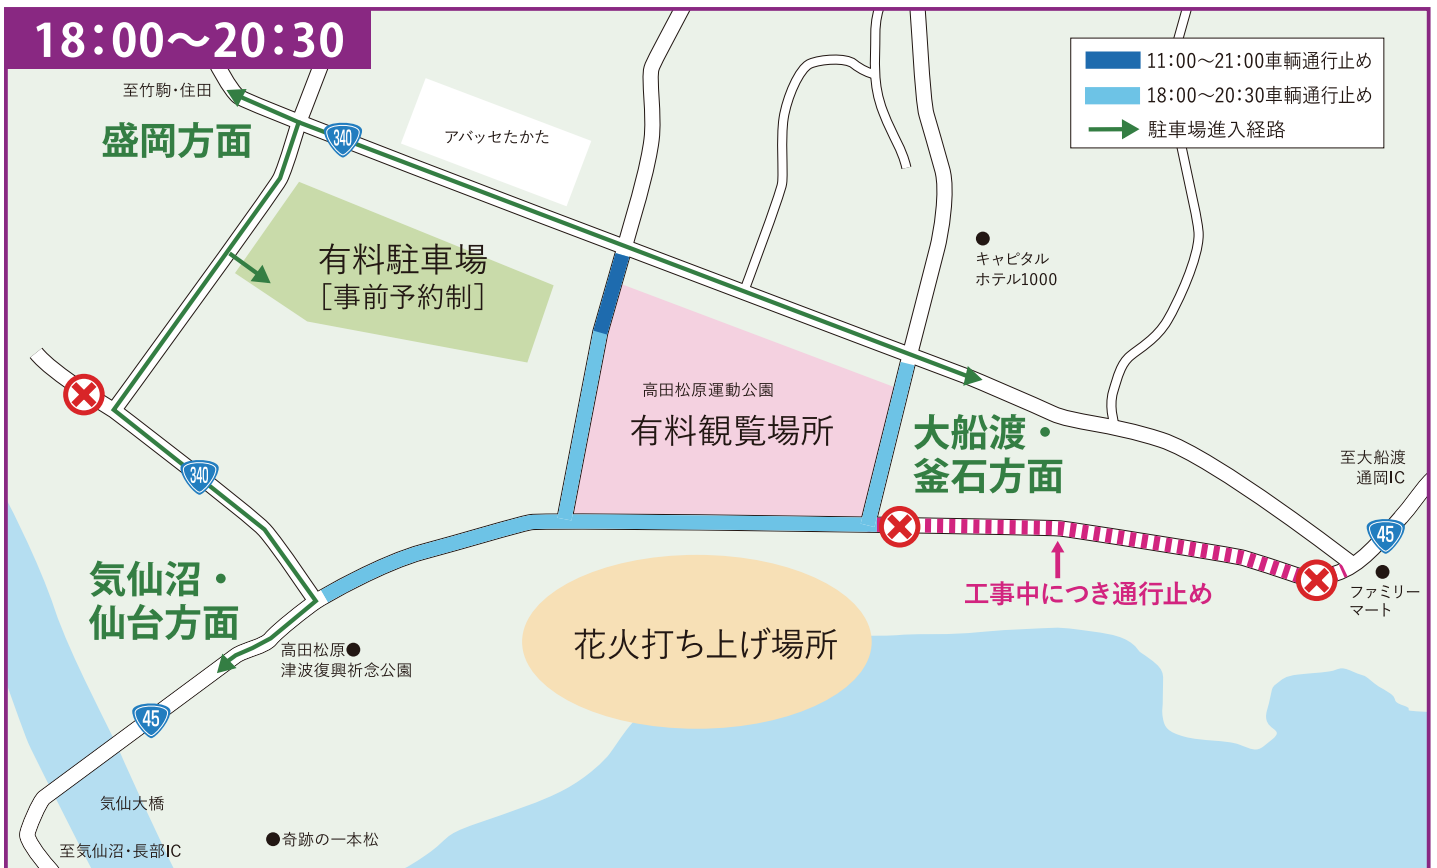 18：00〜20：30
11：00〜21：00車輌通行止め
18：00〜20：30車輌通行止め
駐車場進入経路
至竹駒・住田
盛岡方面
340
アバッセたかた
有料駐車場
［事前予約制］
キャピタル
ホテル1000
高田松原運動公園
有料観覧場所
大船渡・
釜石方面
340
至大船渡
通岡IC
45
ファミリー
マート
工事中につき通行止め
気仙沼・
仙台方面
花火打ち上げ場所
高田松原
津波復興祈念公園
45
気仙大橋
至気仙沼・長部IC
奇跡の一本松